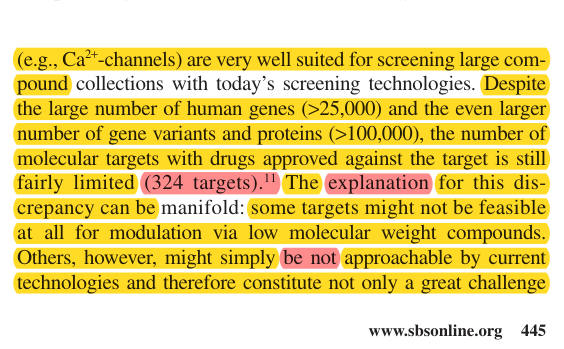 (e.g., Ca²⁺-channels) are very well suited for screening large com-
pound collections with today's screening technologies. Despite
the large number of human genes (>25,000) and the even larger
number of gene variants and proteins (>100,000), the number of
molecular targets with drugs approved against the target is still
fairly limited (324 targets).¹¹ The explanation for this dis-
crepancy can be manifold: some targets might not be feasible
at all for modulation via low molecular weight compounds.
Others, however, might simply be not approachable by current
technologies and therefore constitute not only a great challenge
www.sbsonline.org 445